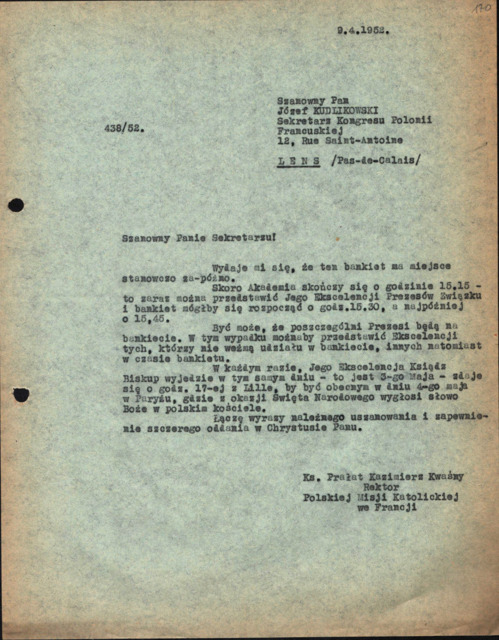 170
9.4.1952.
Szanowny Pan
Józef KUDLIKOWSKI
Sekretarz Kongresu Polonii
438/52.
Francuskiej
12, Rue Saint-Antoine
L E N S /Pas-de-Calais/
Szanowny Panie Sekretarzu!
Wydaje mi się, że ten bankiet ma miejsce
stanowczo za-późno.
Skoro Akademia skończy się o godzinie 15,15 -
to zaraz można przedstawić Jego Ekscelencji Prezesów Związku
i bankiet mógłby się rozpocząć o godz.15.30, a najpóźniej
o 15,45.
Być może, że poszczególni Prezesi będą na
bankiecie. W tym wypadku możnaby przedstawić Ekscelencji
tych, którzy nie wezmą udziału w bankiecie, innych natomiast
w czasie bankietu.
W każdym razie, Jego Ekscelencja Ksiądz
Biskup wyjedzie w tym samym dniu - to jest 3-go Maja - zdaje
się o godz. 17-ej z Lille, by być obecnym w dniu 4-go maja
w Paryżu, gdzie z okazji Święta Narodowego wygłosi słowo
Boże w polskim kościele.
Łączę wyrazy należnego uszanowania i zapewnie-
nie szczerego oddania w Chrystusie Panu.
Ks. Prałat Kazimierz Kwaśny
Rektor
Polskiej Misji Katolickiej
we Francji